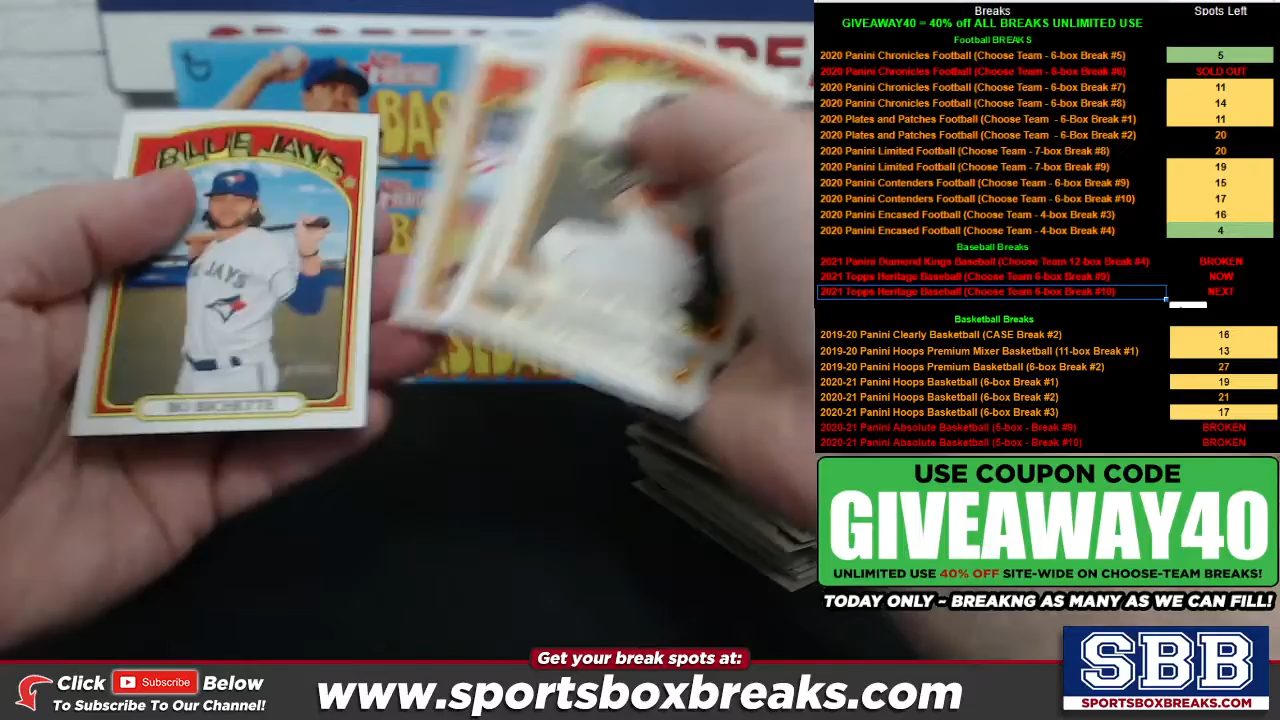 BLUE JAYS
BO BICHETTE
BAS
BASEBALL
Breaks Spots Left
GIVEAWAY40 = 40% off ALL BREAKS UNLIMITED USE
Football BREAKS
2020 Panini Chronicles Football (Choose Team - 6-box Break #5) 5
2020 Panini Chronicles Football (Choose Team - 6-box Break #6) SOLD OUT
2020 Panini Chronicles Football (Choose Team - 6-box Break #7) 11
2020 Panini Chronicles Football (Choose Team - 6-box Break #8) 14
2020 Plates and Patches Football (Choose Team - 6-Box Break #1) 11
2020 Plates and Patches Football (Choose Team - 6-Box Break #2) 20
2020 Panini Limited Football (Choose Team - 7-box Break #8) 20
2020 Panini Limited Football (Choose Team - 7-box Break #9) 19
2020 Panini Contenders Football (Choose Team - 6-box Break #9) 15
2020 Panini Contenders Football (Choose Team - 6-box Break #10) 17
2020 Panini Encased Football (Choose Team - 4-box Break #3) 16
2020 Panini Encased Football (Choose Team - 4-box Break #4) 4
Baseball Breaks
2021 Panini Diamond Kings Baseball (Choose Team 12-box Break #4) BROKEN
2021 Topps Heritage Baseball (Choose Team 6-box Break #9) NOW
2021 Topps Heritage Baseball (Choose Team 6-box Break #10) NEXT
Basketball Breaks
2019-20 Panini Clearly Basketball (CASE Break #2) 16
2019-20 Panini Hoops Premium Mixer Basketball (11-box Break #1) 13
2019-20 Panini Hoops Premium Basketball (6-box Break #2) 27
2020-21 Panini Hoops Basketball (6-box Break #1) 19
2020-21 Panini Hoops Basketball (6-box Break #2) 21
2020-21 Panini Hoops Basketball (6-box Break #3) 17
2020-21 Panini Absolute Basketball (5-box - Break #9) BROKEN
2020-21 Panini Absolute Basketball (5-box - Break #10) BROKEN
USE COUPON CODE
GIVEAWAY40
UNLIMITED USE 40% OFF SITE-WIDE ON CHOOSE-TEAM BREAKS!
TODAY ONLY ~ BREAKNG AS MANY AS WE CAN FILL!
SBB
SPORTSBOXBREAKS.COM
Get your break spots at:
Click Subscribe Below
To Subscribe To Our Channel!
www.sportsboxbreaks.com